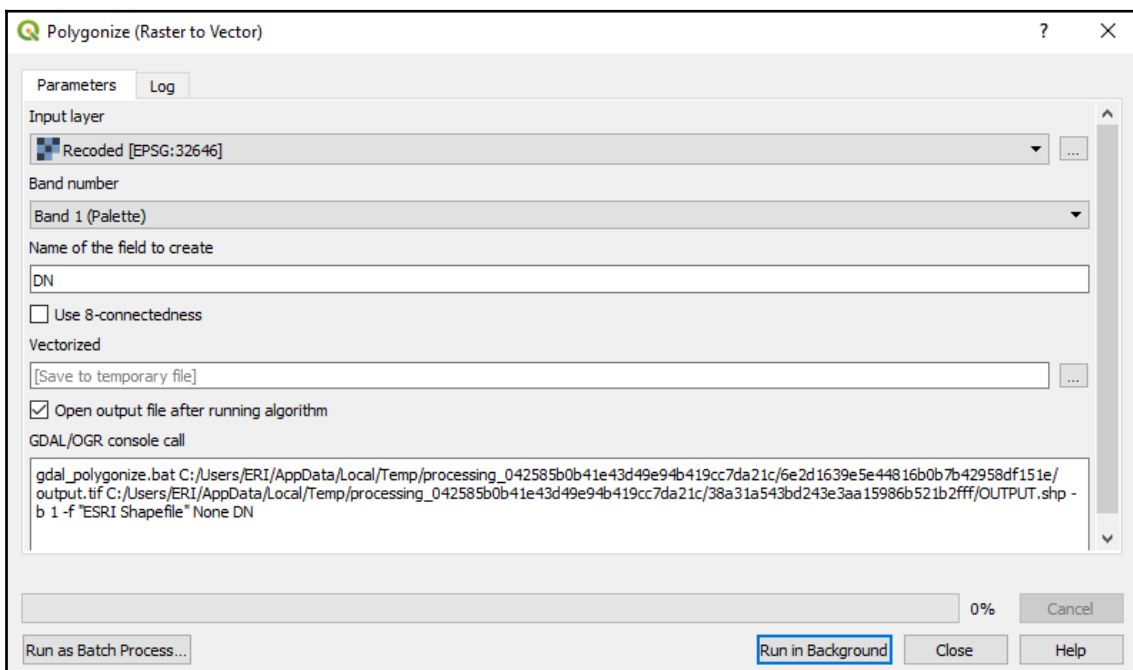 Polygonize (Raster to Vector)
?
Parameters Log
Input layer
Recoded [EPSG:32646]
...
Band number
Band 1 (Palette)
Name of the field to create
DN
Use 8-connectedness
Vectorized
[Save to temporary file]
...
Open output file after running algorithm
GDAL/OGR console call
gdal_polygonize.bat C:/Users/ERI/AppData/Local/Temp/processing_042585b0b41e43d49e94b419cc7da21c/6e2d1639e5e44816b0b7b42958df151e/
output.tif C:/Users/ERI/AppData/Local/Temp/processing_042585b0b41e43d49e94b419cc7da21c/38a31a543bd243e3aa15986b521b2fff/OUTPUT.shp -
b 1 -f "ESRI Shapefile" None DN
0% Cancel
Run as Batch Process... Run in Background Close Help